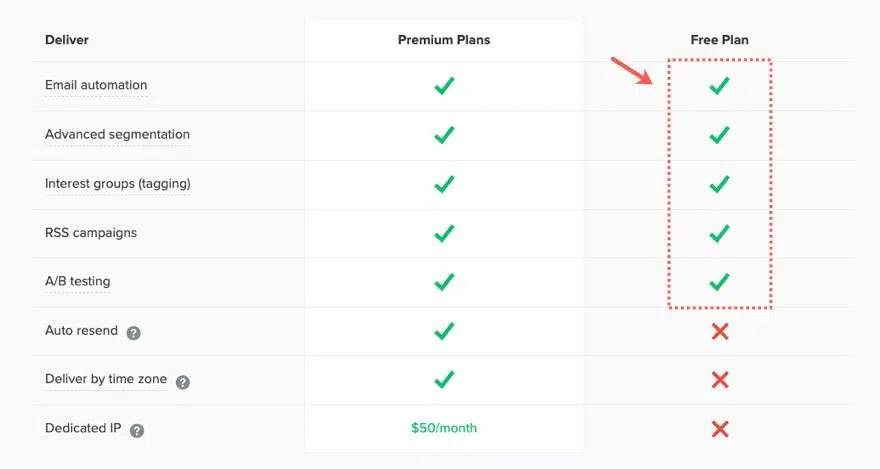 Deliver Premium Plans Free Plan
Email automation
Advanced segmentation
Interest groups (tagging)
RSS campaigns
A/B testing
Auto resend ?
Deliver by time zone ?
Dedicated IP ? $50/month